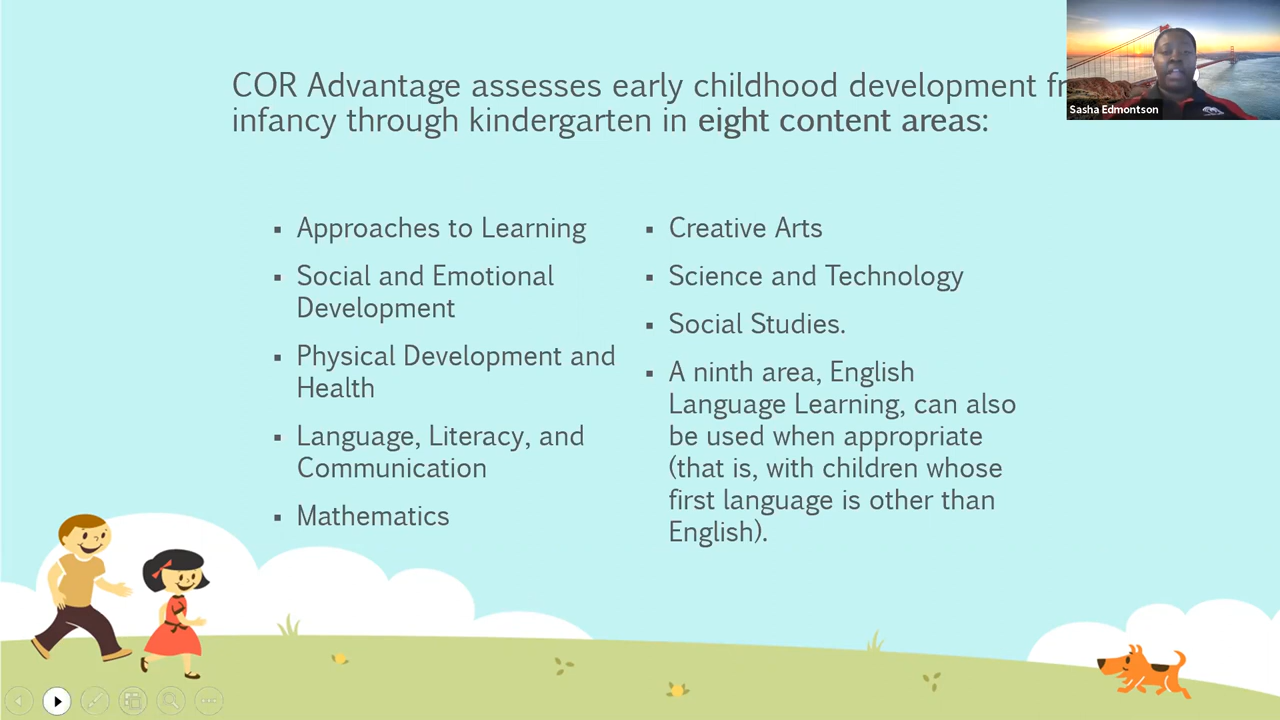 COR Advantage assesses early childhood development
infancy through kindergarten in eight content areas:
Sasha Edmontson
▪ Approaches to Learning
▪ Social and Emotional
Development
▪ Physical Development and
Health
▪ Language, Literacy, and
Communication
▪ Mathematics
▪ Creative Arts
▪ Science and Technology
▪ Social Studies.
▪ A ninth area, English
Language Learning, can also
be used when appropriate
(that is, with children whose
first language is other than
English).